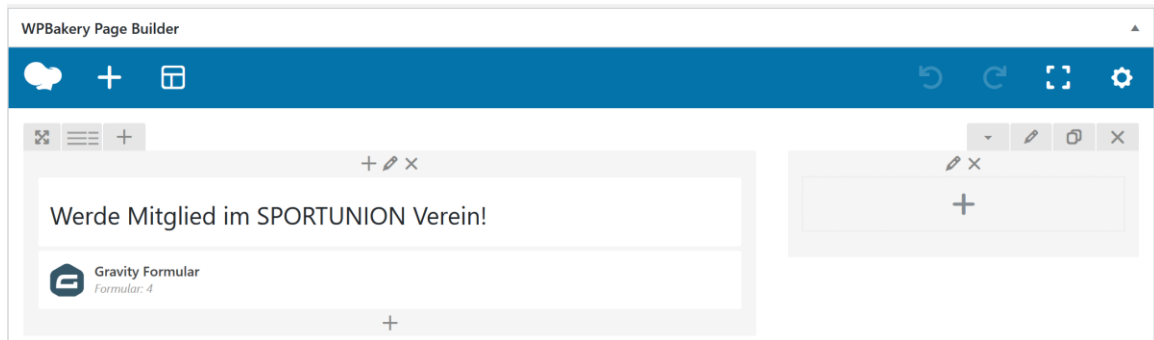 WPBakery Page Builder
Werde Mitglied im SPORTUNION Verein!
Gravity Formular
Formular: 4